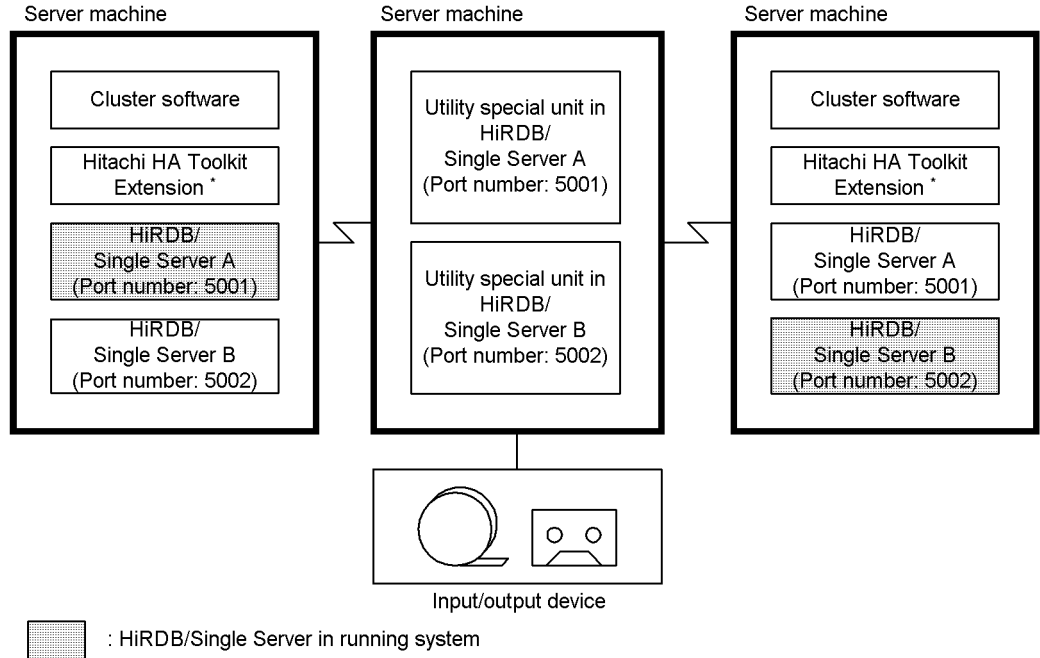 Server machine
Cluster software
Hitachi HA Toolkit
Extension *
HiRDB/
Single Server A
(Port number: 5001)
HiRDB/
Single Server B
(Port number: 5002)
Server machine
Utility special unit in
HiRDB/
Single Server A
(Port number: 5001)
Utility special unit in
HiRDB/
Single Server B
(Port number: 5002)
Server machine
Cluster software
Hitachi HA Toolkit
Extension *
HiRDB/
Single Server A
(Port number: 5001)
HiRDB/
Single Server B
(Port number: 5002)
Input/output device
: HiRDB/Single Server in running system